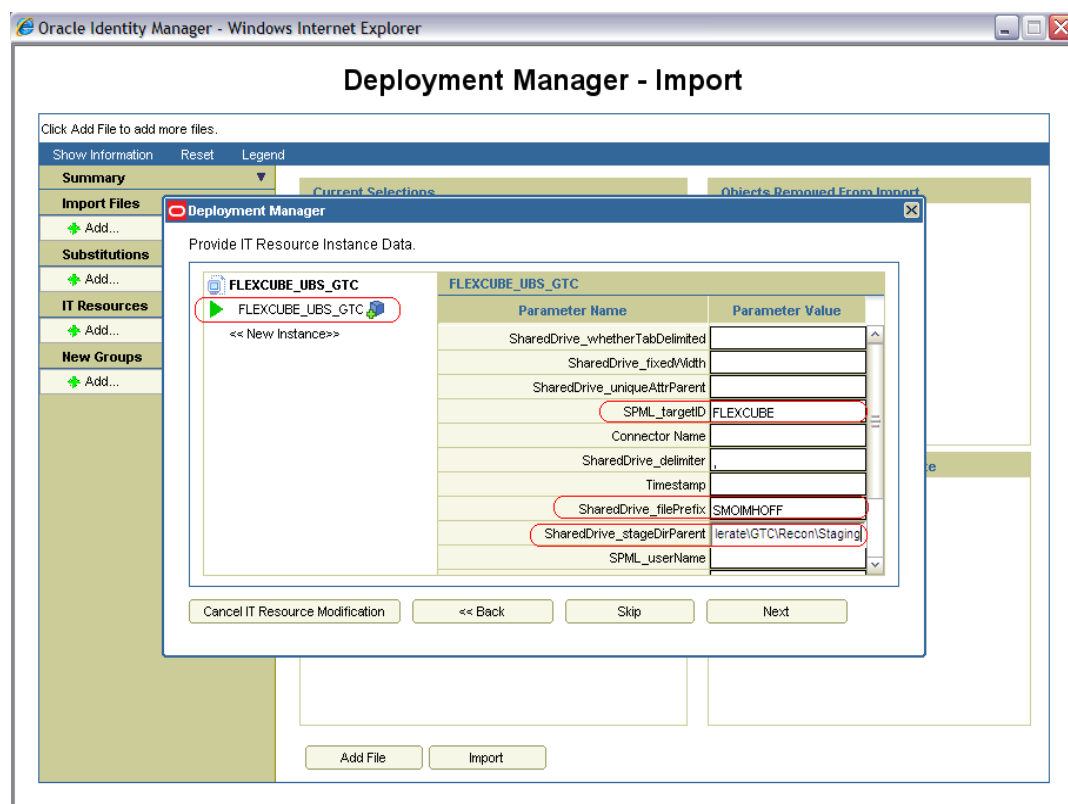 Oracle Identity Manager - Windows Internet Explorer
Deployment Manager - Import
Click Add File to add more files.
Show Information Reset Legend
Summary
Import Files
Add...
Substitutions
Add...
IT Resources
Add...
New Groups
Add...
Current Selections
Objects Removed From Import
Deployment Manager
Provide IT Resource Instance Data.
FLEXCUBE_UBS_GTC
FLEXCUBE_UBS_GTC
<< New Instance>>
FLEXCUBE_UBS_GTC
Parameter Name Parameter Value
SharedDrive_whetherTabDelimited
SharedDrive_fixedWidth
SharedDrive_uniqueAttrParent
SPML_targetID FLEXCUBE
Connector Name
SharedDrive_delimiter ,
Timestamp
SharedDrive_filePrefix SMOIMHOFF
SharedDrive_stageDirParent lerate\GTC\Recon\Staging
SPML_userName
Cancel IT Resource Modification << Back Skip Next
Add File Import